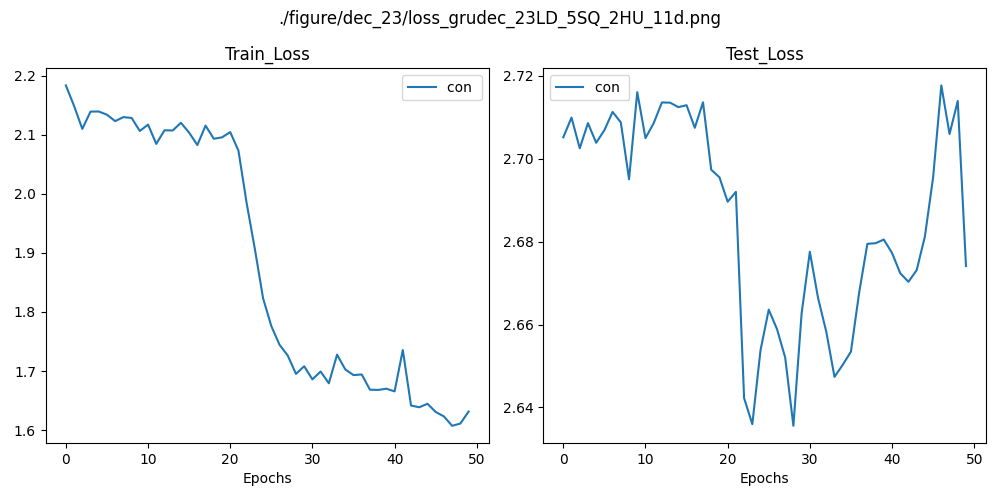 ./figure/dec_23/loss_grudec_23LD_5SQ_2HU_11d.png
Train_Loss
con
2.2
2.1
2.0
1.9
1.8
1.7
1.6
0 10 20 30 40 50
Epochs
Test_Loss
con
2.72
2.70
2.68
2.66
2.64
0 10 20 30 40 50
Epochs